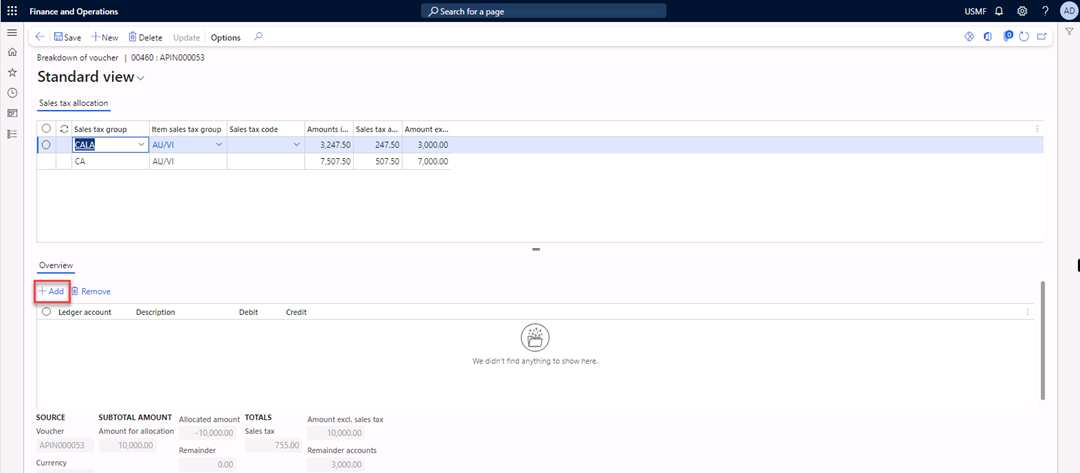 Finance and Operations
Search for a page
USMF
?
AD
Save
New
Delete
Update
Options
0
Breakdown of voucher | 00460 : APIN000053
Standard view
Sales tax allocation
Sales tax group Item sales tax group Sales tax code Amounts i... Sales tax a... Amount ex...
CALA AU/VI 3,247.50 247.50 3,000.00
CA AU/VI 7,507.50 507.50 7,000.00
Overview
+ Add Remove
Ledger account Description Debit Credit
We didn't find anything to show here.
SOURCE SUBTOTAL AMOUNT Allocated amount TOTALS Amount excl. sales tax
Voucher Amount for allocation -10,000.00 Sales tax 10,000.00
APIN000053 10,000.00 Remainder 755.00 Remainder accounts
Currency 0.00 3,000.00